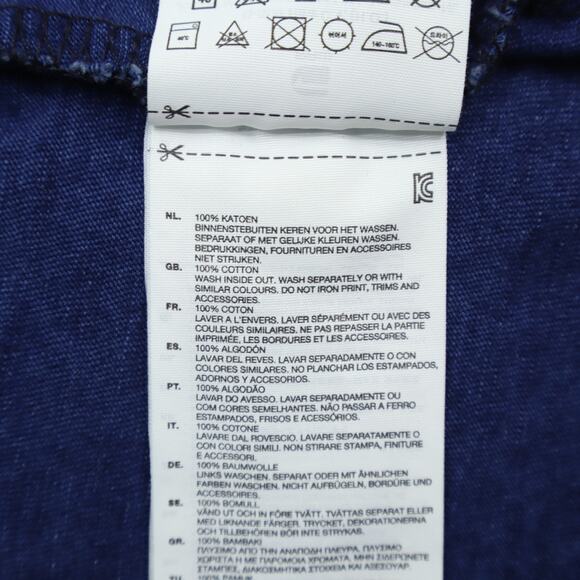 40°C
드라이
140~160℃
NL. 100% KATOEN
BINNENSTEBUITEN KEREN VOOR HET WASSEN.
SEPARAAT OF MET GELIJKE KLEUREN WASSEN.
BEDRUKKINGEN, FOURNITUREN EN ACCESSOIRES
NIET STRIJKEN.
GB. 100% COTTON
WASH INSIDE OUT. WASH SEPARATELY OR WITH
SIMILAR COLOURS. DO NOT IRON PRINT, TRIMS AND
ACCESSORIES.
FR. 100% COTON
LAVER A L'ENVERS. LAVER SÉPARÉMENT OU AVEC DES
COULEURS SIMILAIRES. NE PAS REPASSER LA PARTIE
IMPRIMÉE, LES BORDURES ET LES ACCESSOIRES.
ES. 100% ALGODÓN
LAVAR DEL REVES. LAVAR SEPARADAMENTE O CON
COLORES SIMILARES. NO PLANCHAR LOS ESTAMPADOS,
ADORNOS Y ACCESORIOS.
PT. 100% ALGODÃO
LAVAR DO AVESSO. LAVAR SEPARADAMENTE OU
COM CORES SEMELHANTES. NÃO PASSAR A FERRO
ESTAMPADOS, FRISOS E ACESÓRIOS.
IT. 100% COTONE
LAVARE DAL ROVESCIO. LAVARE SEPARATAMENTE O
CON COLORI SIMILI. NON STIRARE STAMPA, FINITURE
E ACCESSORI.
DE. 100% BAUMWOLLE
LINKS WASCHEN. SEPARAT ODER MIT ÄHNLICHEN
FARBEN WASCHEN. NICHT AUFBÜGELN, BORDÜRE UND
ACCESSOIRES.
SE. 100% BOMULL
VÄND UT OCH IN FÖRE TVÄTT. TVÄTTAS SEPARAT ELLER
MED LIKNANDE FÄRGER. TRYCKET, DEKORATIONERNA
OCH TILLBEHÖREN BÖR INTE STRYKAS.
GR. 100% ΒΑΜΒΑΚΙ
ΠΛΥΣΙΜΟ ΑΠΟ ΤΗΝ ΑΝΑΠΟΔΗ ΠΛΕΥΡΑ. ΠΛΥΣΙΜΟ
ΧΩΡΙΣΤΑ Η ΜΕ ΠΑΡΟΜΟΙΑ ΧΡΩΜΑΤΑ. ΜΗΝ ΣΙΔΕΡΩΝΕΤΕ
ΣΤΑΜΠΕΣ, ΔΙΑΚΟΣΜΗΤΙΚΑ ΣΤΟΙΧΕΙΑ ΚΑΙ ΑΞΕΣΟΥΑΡ.